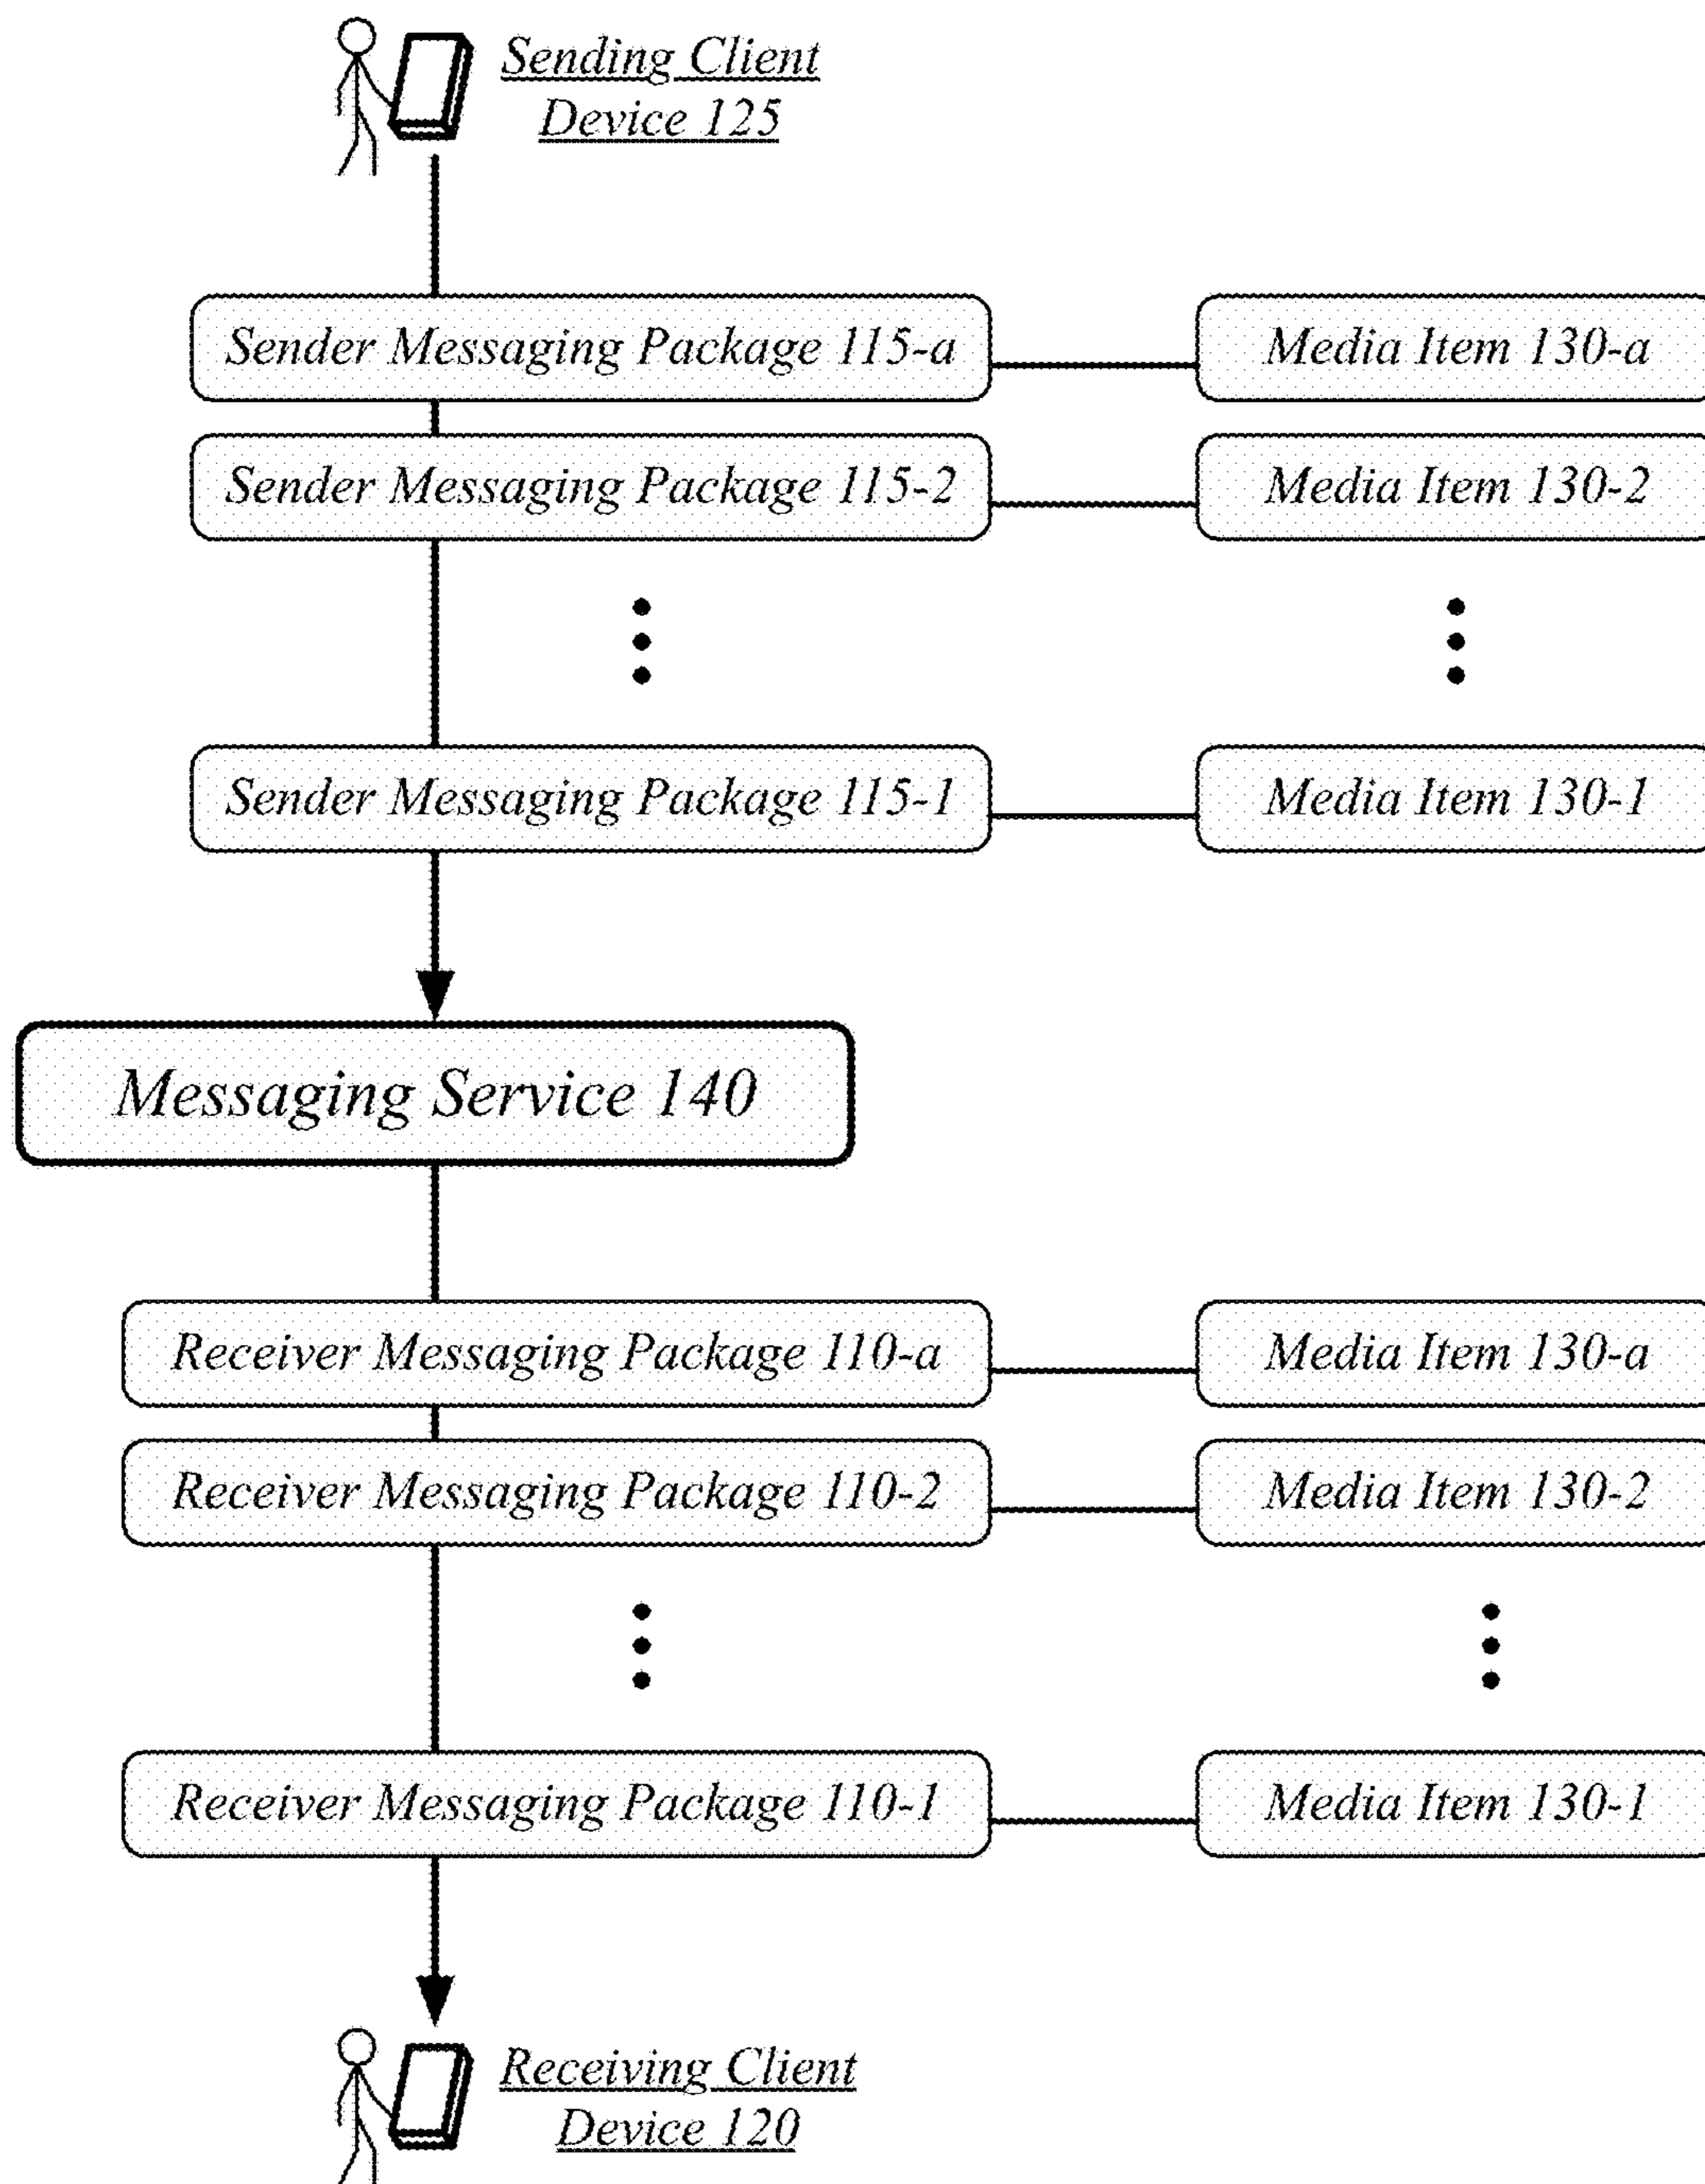 Sending Client
Device 125
Sender Messaging Package 115-a
Media Item 130-a
Sender Messaging Package 115-2
Media Item 130-2
Sender Messaging Package 115-1
Media Item 130-1
Messaging Service 140
Receiver Messaging Package 110-a
Media Item 130-a
Receiver Messaging Package 110-2
Media Item 130-2
Receiver Messaging Package 110-1
Media Item 130-1
Receiving Client
Device 120